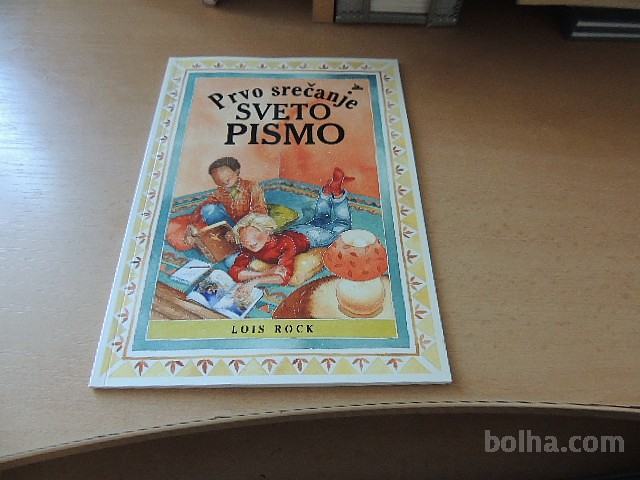 Prvo srečanje
SVETO
PISMO
LOIS ROCK
bolha.com